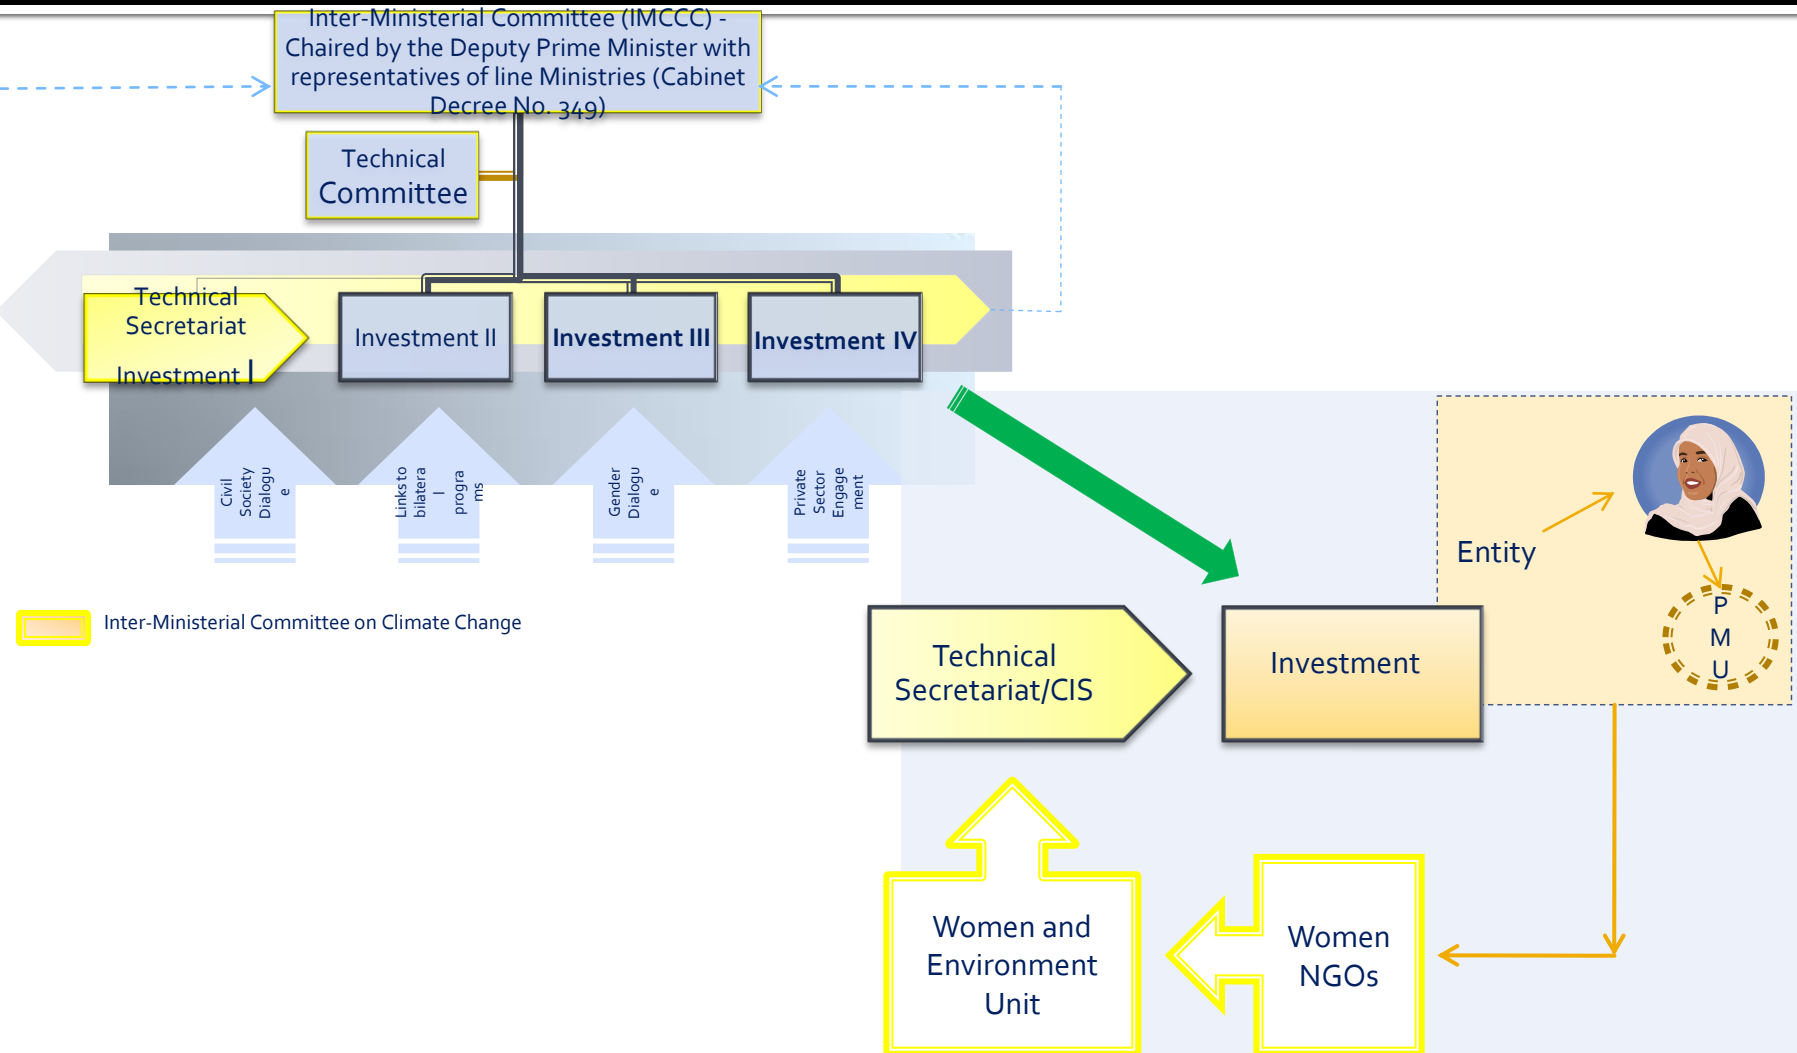 Inter-Ministerial Committee (IMCCC) -
Chaired by the Deputy Prime Minister with
representatives of line Ministries (Cabinet
Decree No. 349)
Technical
Committee
Technical
Secretariat
Investment I
Investment II
Investment III
Investment IV
Civil
Society
Dialogu
e
Links to
bilatera
l
progra
ms
Gender
Dialogu
e
Private
Sector
Engage
ment
Inter-Ministerial Committee on Climate Change
Entity
P
M
U
Technical
Secretariat/CIS
Investment
Women and
Environment
Unit
Women
NGOs